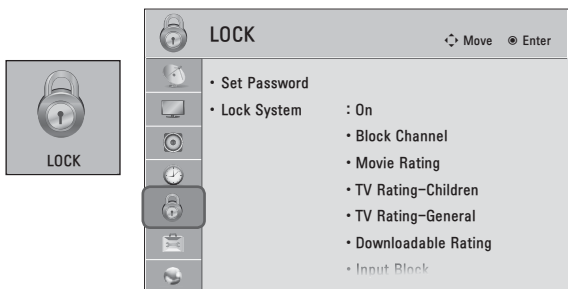 LOCK
LOCK
Move
Enter
• Set Password
• Lock System : On
• Block Channel
• Movie Rating
• TV Rating-Children
• TV Rating-General
• Downloadable Rating
• Input Block